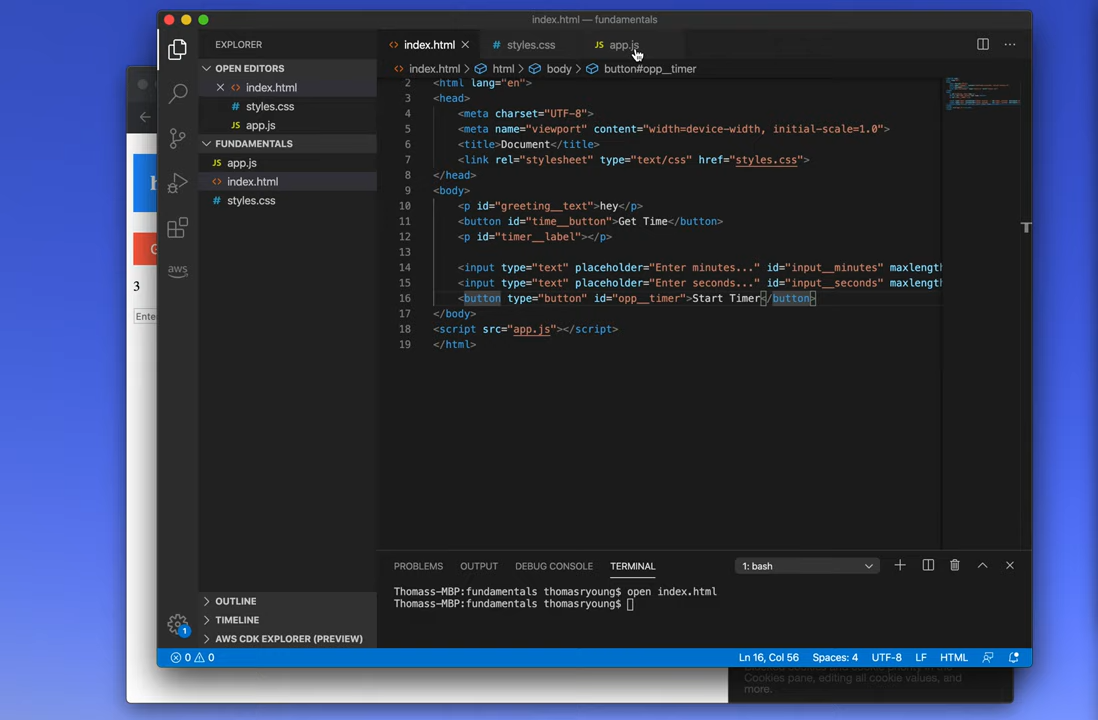 index.html — fundamentals
EXPLORER
OPEN EDITORS
index.html
styles.css
app.js
FUNDAMENTALS
app.js
index.html
styles.css
OUTLINE
TIMELINE
AWS CDK EXPLORER (PREVIEW)
aws
1
index.html
styles.css
app.js
index.html > html > body > button#opp__timer
2 <html lang="en">
3 <head>
4 <meta charset="UTF-8">
5 <meta name="viewport" content="width=device-width, initial-scale=1.0">
6 <title>Document</title>
7 <link rel="stylesheet" type="text/css" href="styles.css">
8 </head>
9 <body>
10 <p id="greeting__text">hey</p>
11 <button id="time__button">Get Time</button>
12 <p id="timer__label"></p>
13
14 <input type="text" placeholder="Enter minutes..." id="input__minutes" maxlength
15 <input type="text" placeholder="Enter seconds..." id="input__seconds" maxlength
16 <button type="button" id="opp__timer">Start Timer</button>
17 </body>
18 <script src="app.js"></script>
19 </html>
PROBLEMS OUTPUT DEBUG CONSOLE TERMINAL
1: bash
Thomass-MBP:fundamentals thomasryoung$ open index.html
Thomass-MBP:fundamentals thomasryoung$
0 0
Ln 16, Col 56 Spaces: 4 UTF-8 LF HTML
3
Enter
Cookies pane, editing all cookie values, and
more.